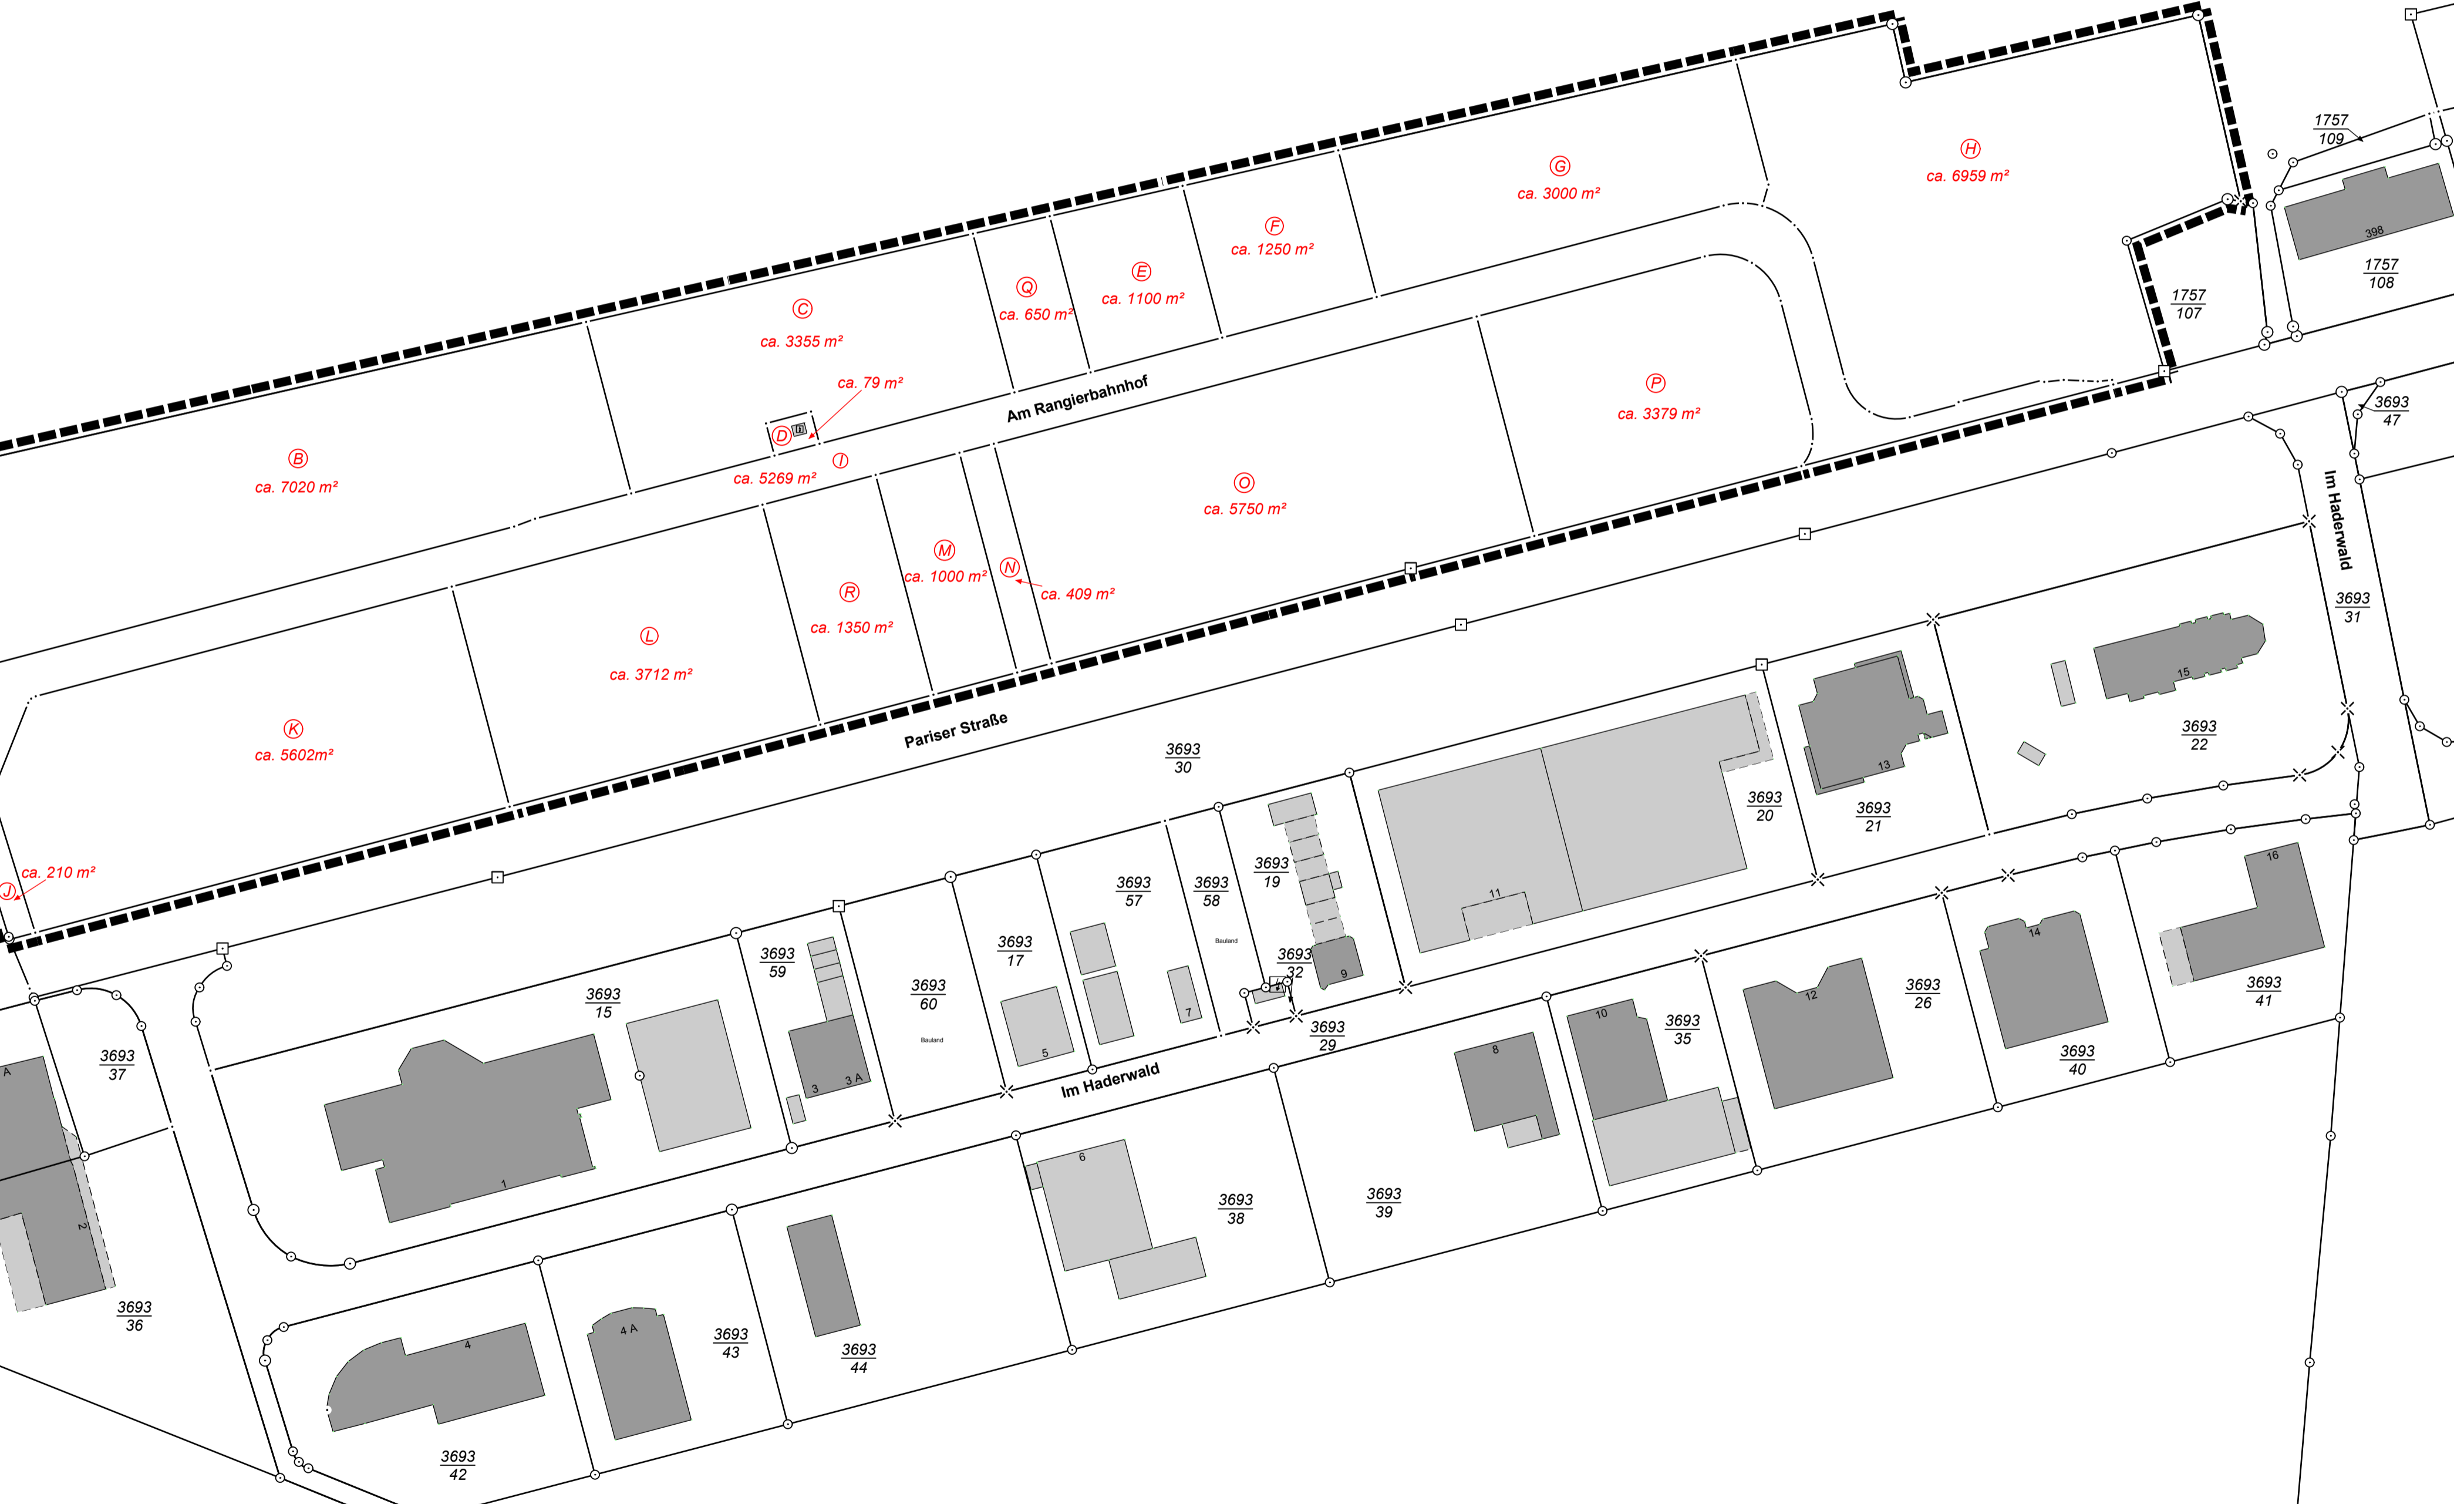 H
ca. 6959 m²
G
ca. 3000 m²
F
ca. 1250 m²
E
ca. 1100 m²
Q
ca. 650 m²
C
ca. 3355 m²
ca. 79 m²
D
I
ca. 5269 m²
B
ca. 7020 m²
Am Rangierbahnhof
P
ca. 3379 m²
O
ca. 5750 m²
N
ca. 409 m²
M
ca. 1000 m²
R
ca. 1350 m²
L
ca. 3712 m²
K
ca. 5602m²
J
ca. 210 m²
Pariser Straße
1757
109
398
1757
108
1757
107
3693
47
Im Haderwald
3693
31
15
3693
22
13
3693
21
3693
20
11
3693
30
3693
19
9
3693
32
3693
58
Bauland
3693
57
7
3693
17
5
3693
60
Bauland
3693
59
3
3 A
3693
15
1
3693
29
Im Haderwald
16
3693
41
14
3693
40
3693
26
12
3693
35
10
8
3693
39
3693
38
6
3693
44
3693
43
4 A
4
3693
42
3693
37
A
2
3693
36